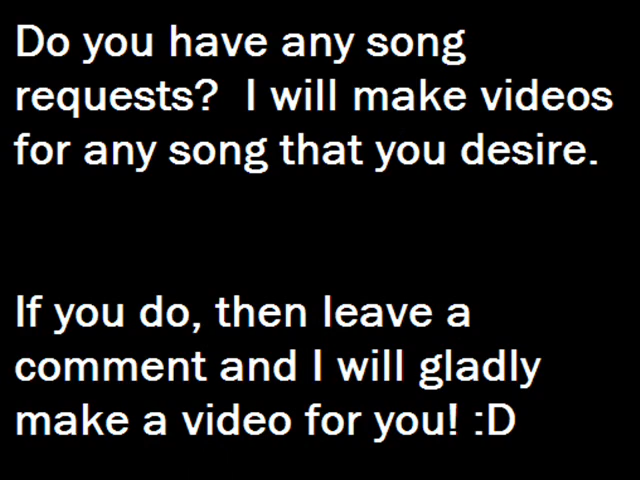 Do you have any song
requests?  I will make videos
for any song that you desire.
If you do, then leave a
comment and I will gladly
make a video for you! :D